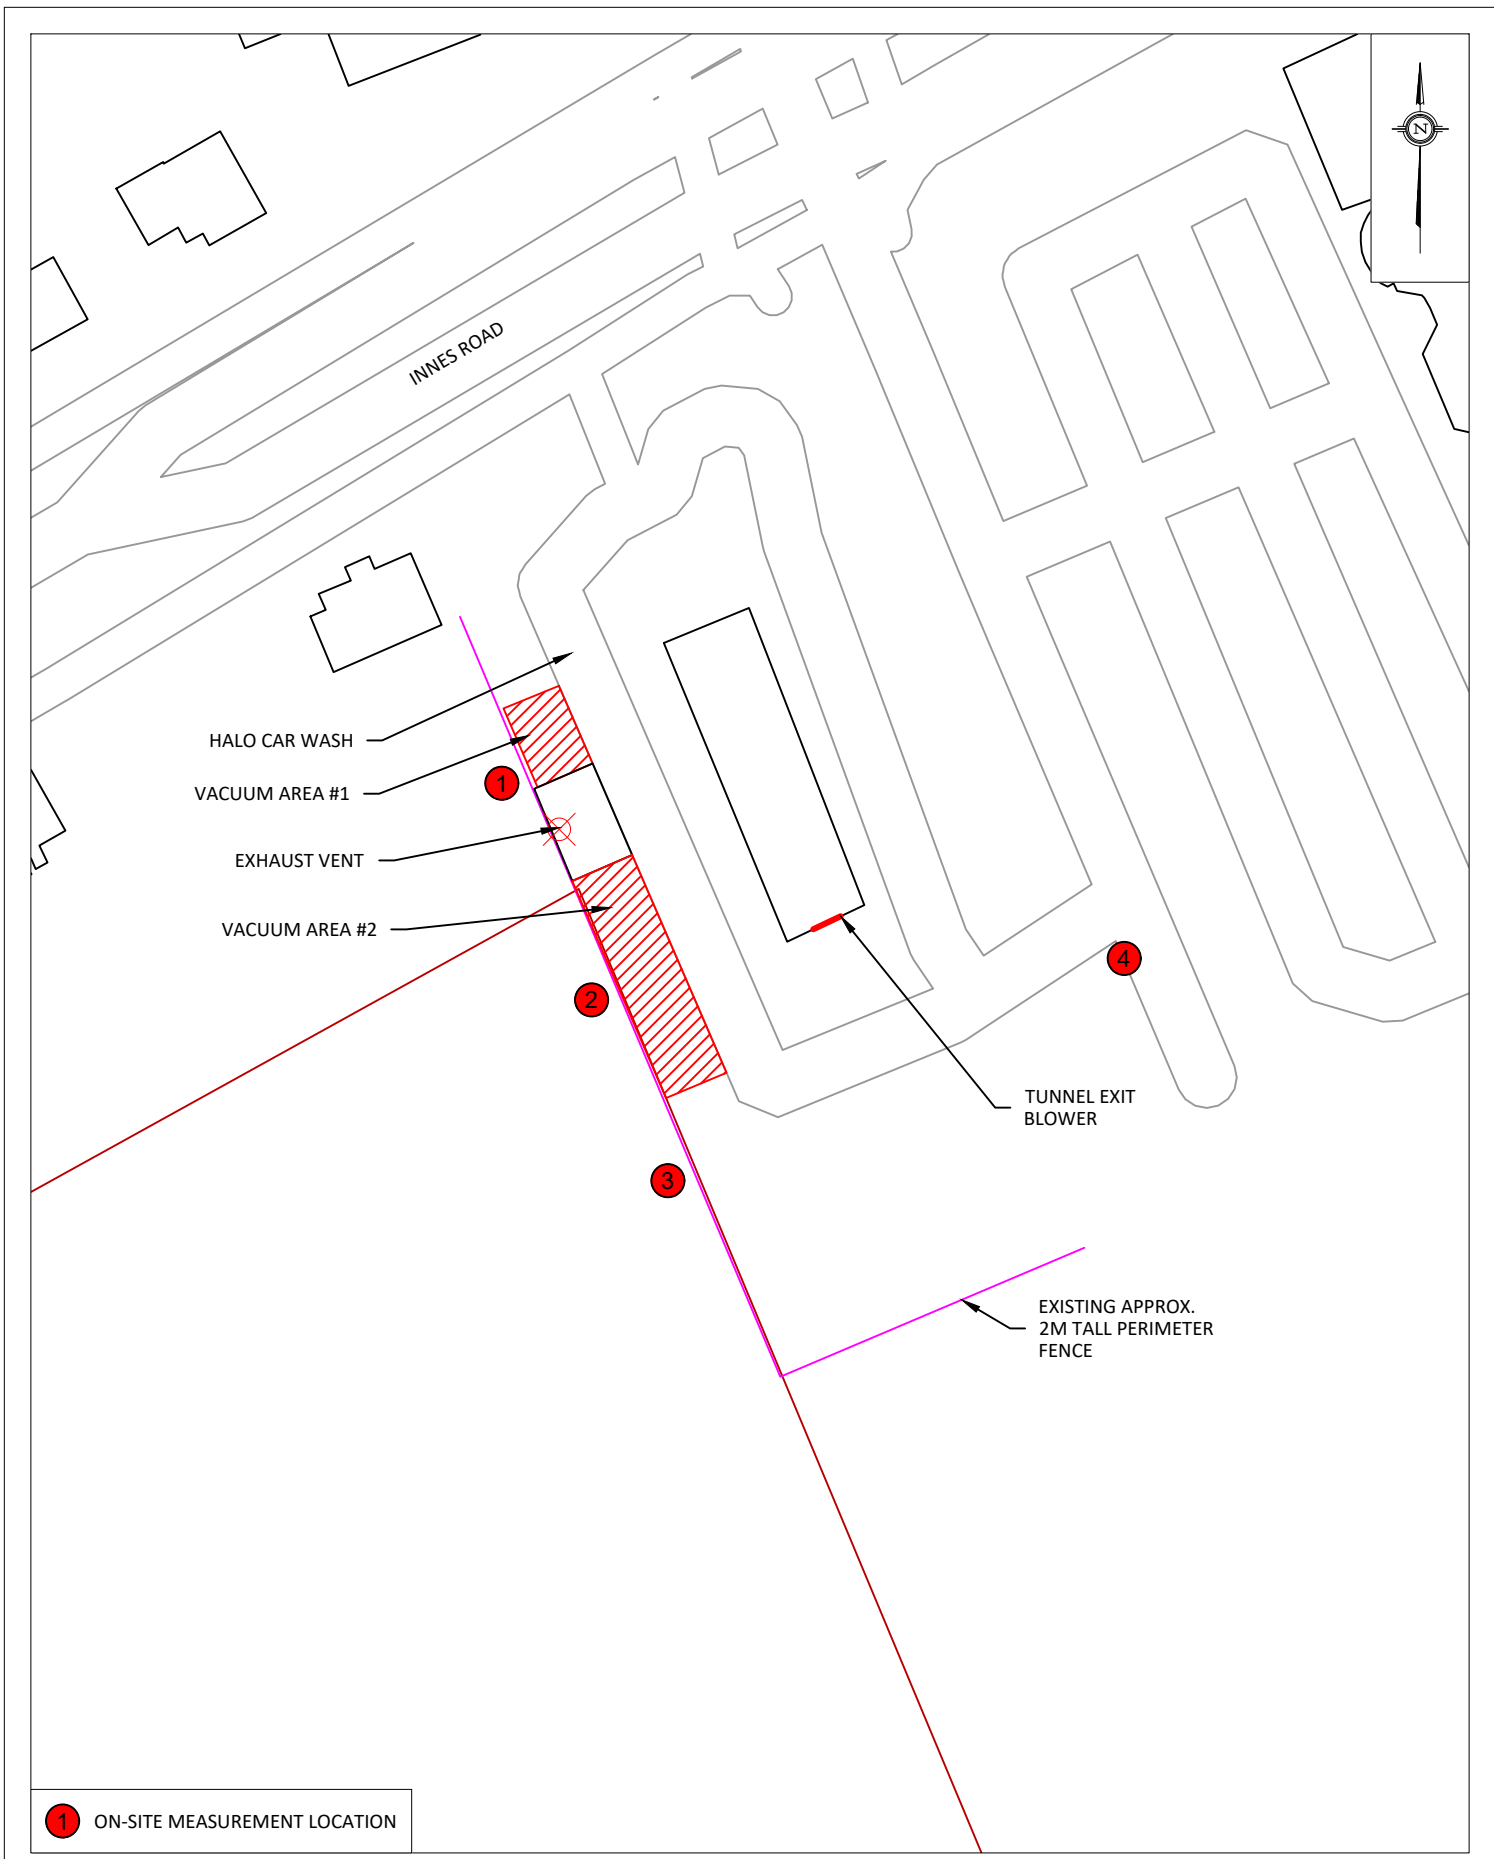 N
INNES ROAD
HALO CAR WASH
VACUUM AREA #1
1
EXHAUST VENT
VACUUM AREA #2
2
4
3
TUNNEL EXIT
BLOWER
EXISTING APPROX.
2M TALL PERIMETER
FENCE
1 ON-SITE MEASUREMENT LOCATION